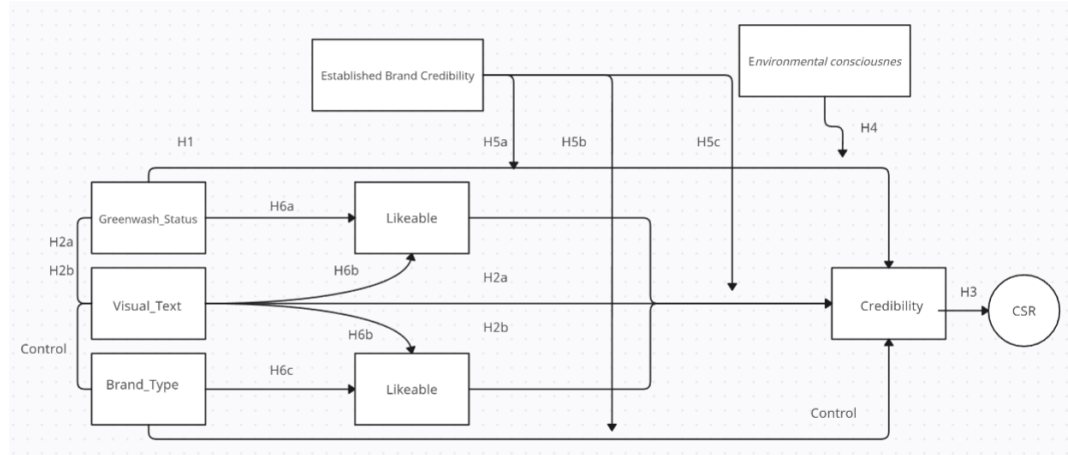 Established Brand Credibility
Environmental consciousnes
H1
H5a
H5b
H5c
H4
Greenwash_Status
H6a
Likeable
H2a
H2b
H6b
H2a
Visual_Text
Credibility
H3
CSR
H2b
H6b
Control
Brand_Type
H6c
Likeable
Control